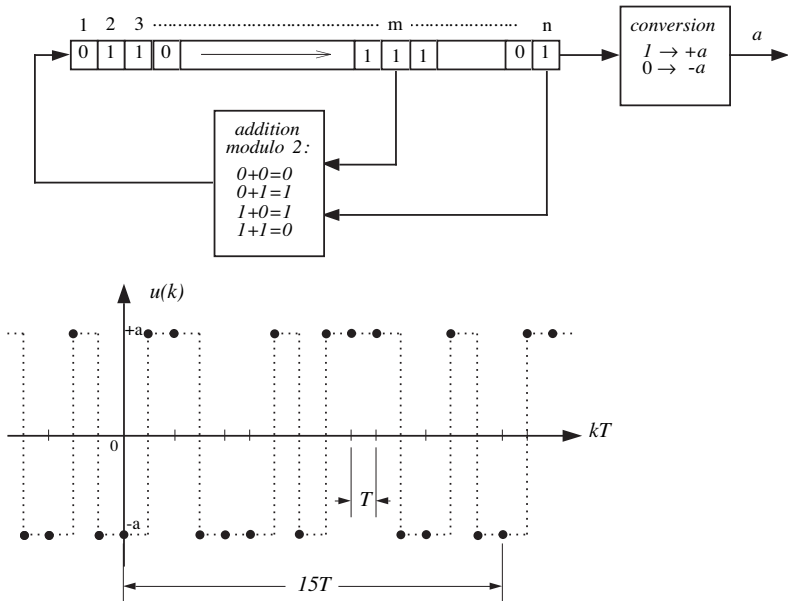 1 2 3 m n
0 1 1 0 1 1 1 0 1
conversion
1 → +a
0 → -a
a
addition
modulo 2:
0+0=0
0+1=1
1+0=1
1+1=0
u(k)
+a
0
kT
T
-a
15T